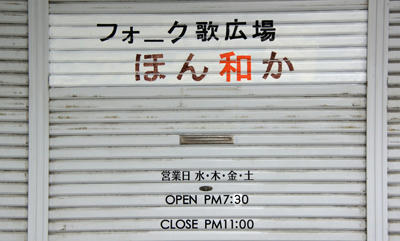 フォーク歌広場
ほん和か
営業日 水・木・金・土
OPEN PM7:30
CLOSE PM11:00